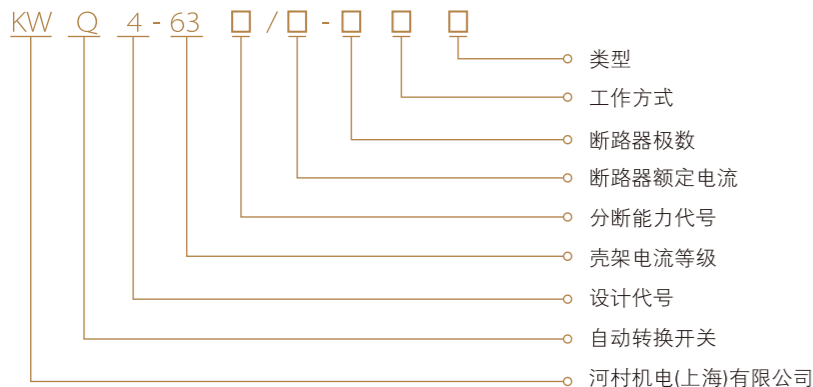 KW Q 4 - 63 □ / □ - □ □ □
类型
工作方式
断路器极数
断路器额定电流
分断能力代号
壳架电流等级
设计代号
自动转换开关
河村机电(上海)有限公司